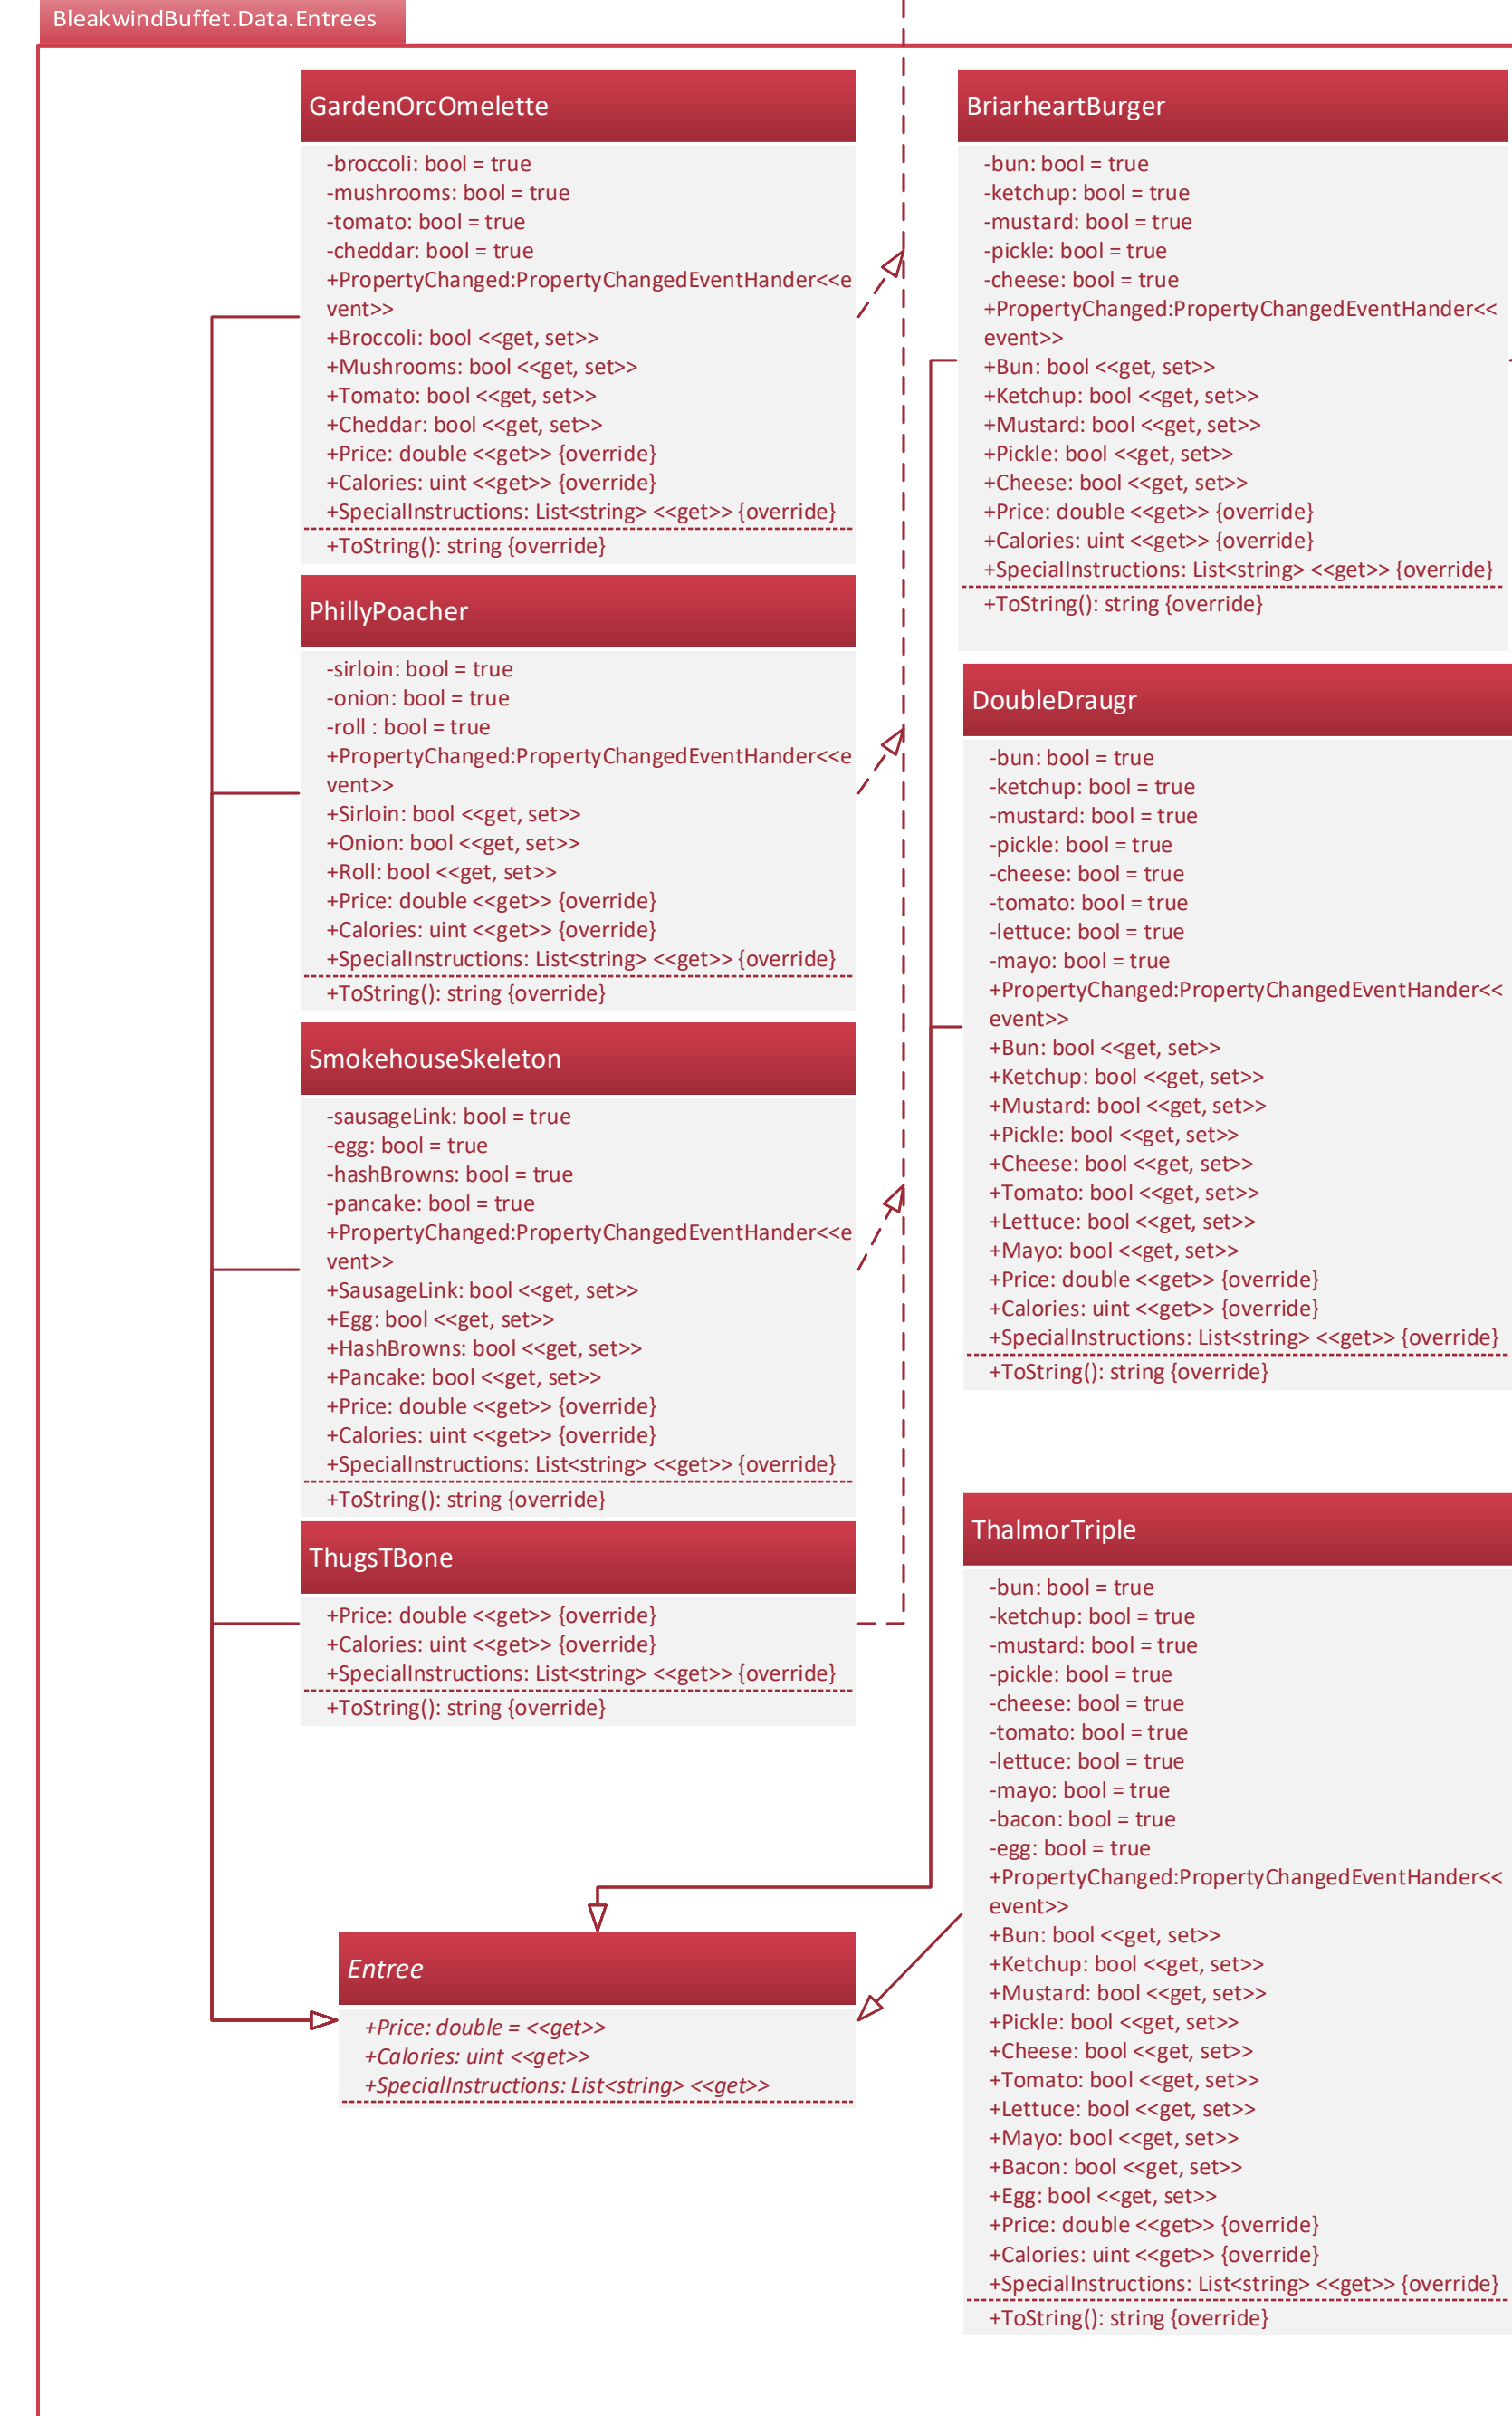 BleakwindBuffet.Data.Entrees
GardenOrcOmelette
-broccoli: bool = true
-mushrooms: bool = true
-tomato: bool = true
-cheddar: bool = true
+PropertyChanged:PropertyChangedEventHander<<e
vent>>
+Broccoli: bool <<get, set>>
+Mushrooms: bool <<get, set>>
+Tomato: bool <<get, set>>
+Cheddar: bool <<get, set>>
+Price: double <<get>> {override}
+Calories: uint <<get>> {override}
+SpecialInstructions: List<string> <<get>> {override}
+ToString(): string {override}
PhillyPoacher
-sirloin: bool = true
-onion: bool = true
-roll : bool = true
+PropertyChanged:PropertyChangedEventHander<<e
vent>>
+Sirloin: bool <<get, set>>
+Onion: bool <<get, set>>
+Roll: bool <<get, set>>
+Price: double <<get>> {override}
+Calories: uint <<get>> {override}
+SpecialInstructions: List<string> <<get>> {override}
+ToString(): string {override}
SmokehouseSkeleton
-sausageLink: bool = true
-egg: bool = true
-hashBrowns: bool = true
-pancake: bool = true
+PropertyChanged:PropertyChangedEventHander<<e
vent>>
+SausageLink: bool <<get, set>>
+Egg: bool <<get, set>>
+HashBrowns: bool <<get, set>>
+Pancake: bool <<get, set>>
+Price: double <<get>> {override}
+Calories: uint <<get>> {override}
+SpecialInstructions: List<string> <<get>> {override}
+ToString(): string {override}
ThugsTBone
+Price: double <<get>> {override}
+Calories: uint <<get>> {override}
+SpecialInstructions: List<string> <<get>> {override}
+ToString(): string {override}
Entree
+Price: double = <<get>>
+Calories: uint <<get>>
+SpecialInstructions: List<string> <<get>>
BriarheartBurger
-bun: bool = true
-ketchup: bool = true
-mustard: bool = true
-pickle: bool = true
-cheese: bool = true
+PropertyChanged:PropertyChangedEventHander<<
event>>
+Bun: bool <<get, set>>
+Ketchup: bool <<get, set>>
+Mustard: bool <<get, set>>
+Pickle: bool <<get, set>>
+Cheese: bool <<get, set>>
+Price: double <<get>> {override}
+Calories: uint <<get>> {override}
+SpecialInstructions: List<string> <<get>> {override}
+ToString(): string {override}
DoubleDraugr
-bun: bool = true
-ketchup: bool = true
-mustard: bool = true
-pickle: bool = true
-cheese: bool = true
-tomato: bool = true
-lettuce: bool = true
-mayo: bool = true
+PropertyChanged:PropertyChangedEventHander<<
event>>
+Bun: bool <<get, set>>
+Ketchup: bool <<get, set>>
+Mustard: bool <<get, set>>
+Pickle: bool <<get, set>>
+Cheese: bool <<get, set>>
+Tomato: bool <<get, set>>
+Lettuce: bool <<get, set>>
+Mayo: bool <<get, set>>
+Price: double <<get>> {override}
+Calories: uint <<get>> {override}
+SpecialInstructions: List<string> <<get>> {override}
+ToString(): string {override}
ThalmorTriple
-bun: bool = true
-ketchup: bool = true
-mustard: bool = true
-pickle: bool = true
-cheese: bool = true
-tomato: bool = true
-lettuce: bool = true
-mayo: bool = true
-bacon: bool = true
-egg: bool = true
+PropertyChanged:PropertyChangedEventHander<<
event>>
+Bun: bool <<get, set>>
+Ketchup: bool <<get, set>>
+Mustard: bool <<get, set>>
+Pickle: bool <<get, set>>
+Cheese: bool <<get, set>>
+Tomato: bool <<get, set>>
+Lettuce: bool <<get, set>>
+Mayo: bool <<get, set>>
+Bacon: bool <<get, set>>
+Egg: bool <<get, set>>
+Price: double <<get>> {override}
+Calories: uint <<get>> {override}
+SpecialInstructions: List<string> <<get>> {override}
+ToString(): string {override}